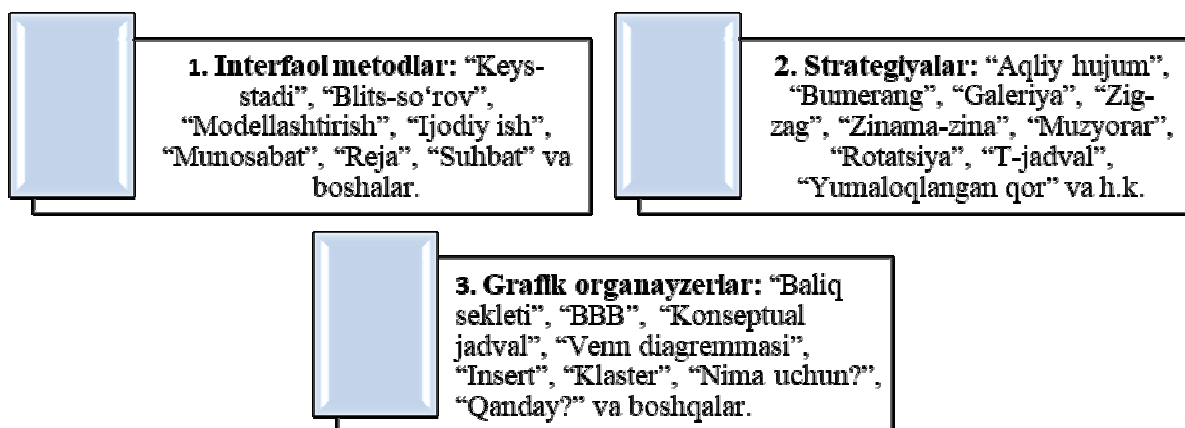 1. Interfaol metodlar: “Keys-
stadi”, “Blits-so‘rov”,
“Modellashtirish”, “Ijodiy ish”,
“Munosabat”, “Reja”, “Suhbat” va
boshalar.
2. Strategiyalar: “Aqliy hujum”,
“Bumerang”, “Galeriya”, “Zig-
zag”, “Zinama-zina”, “Muzyorar”,
“Rotatsiya”, “T-jadval”,
“Yumaloqlangan qor” va h.k.
3. Grafik organayzerlar: “Baliq
sekleti”, “BBB”, “Konseptual
jadval”, “Venn diagremmasi”,
“Insert”, “Klaster”, “Nima uchun?”,
“Qanday?” va boshqalar.